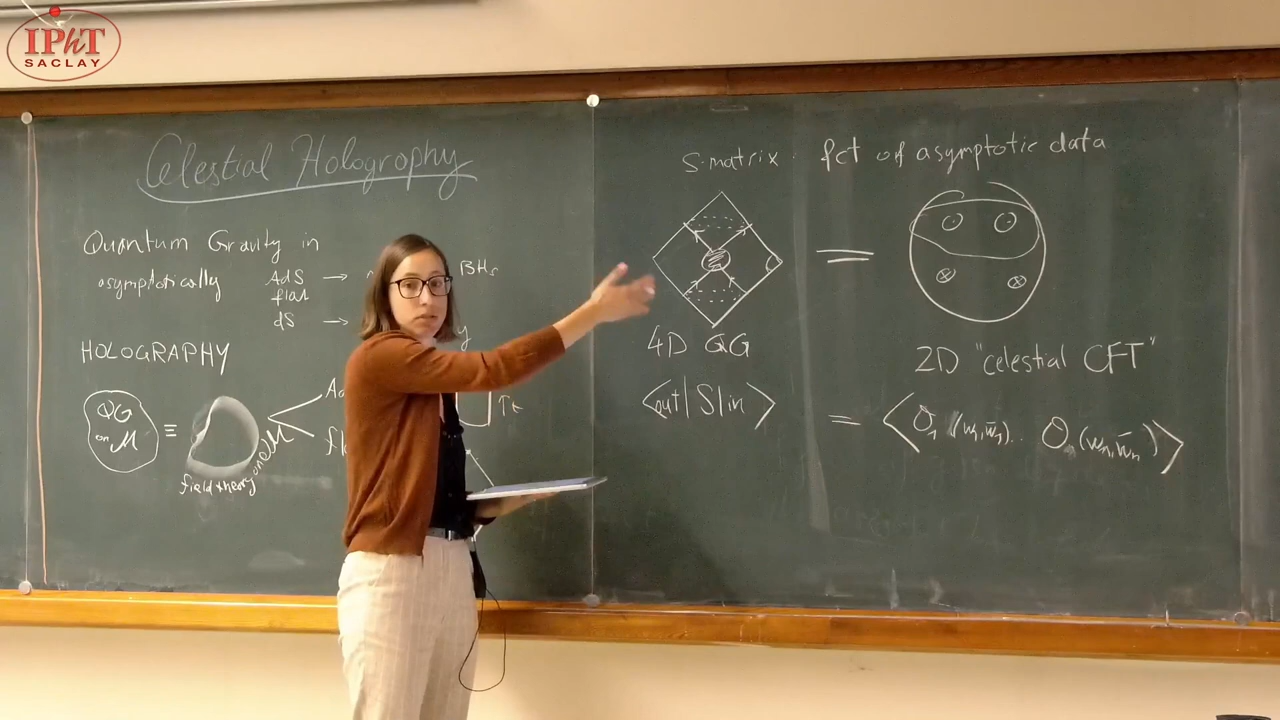 IPhT
SACLAY
Celestial Holography
Quantum Gravity in
asymptotically
AdS →
BHs
flat
dS →
HOLOGRAPHY
QG
on M
≡
field theory on ∂M
↑t
S-matrix : fct of asymptotic data
=
4D QG
2D "celestial CFT"
<out|S|in> = <O₁(w₁,w̄₁)... Oₙ(wₙ,w̄ₙ)>